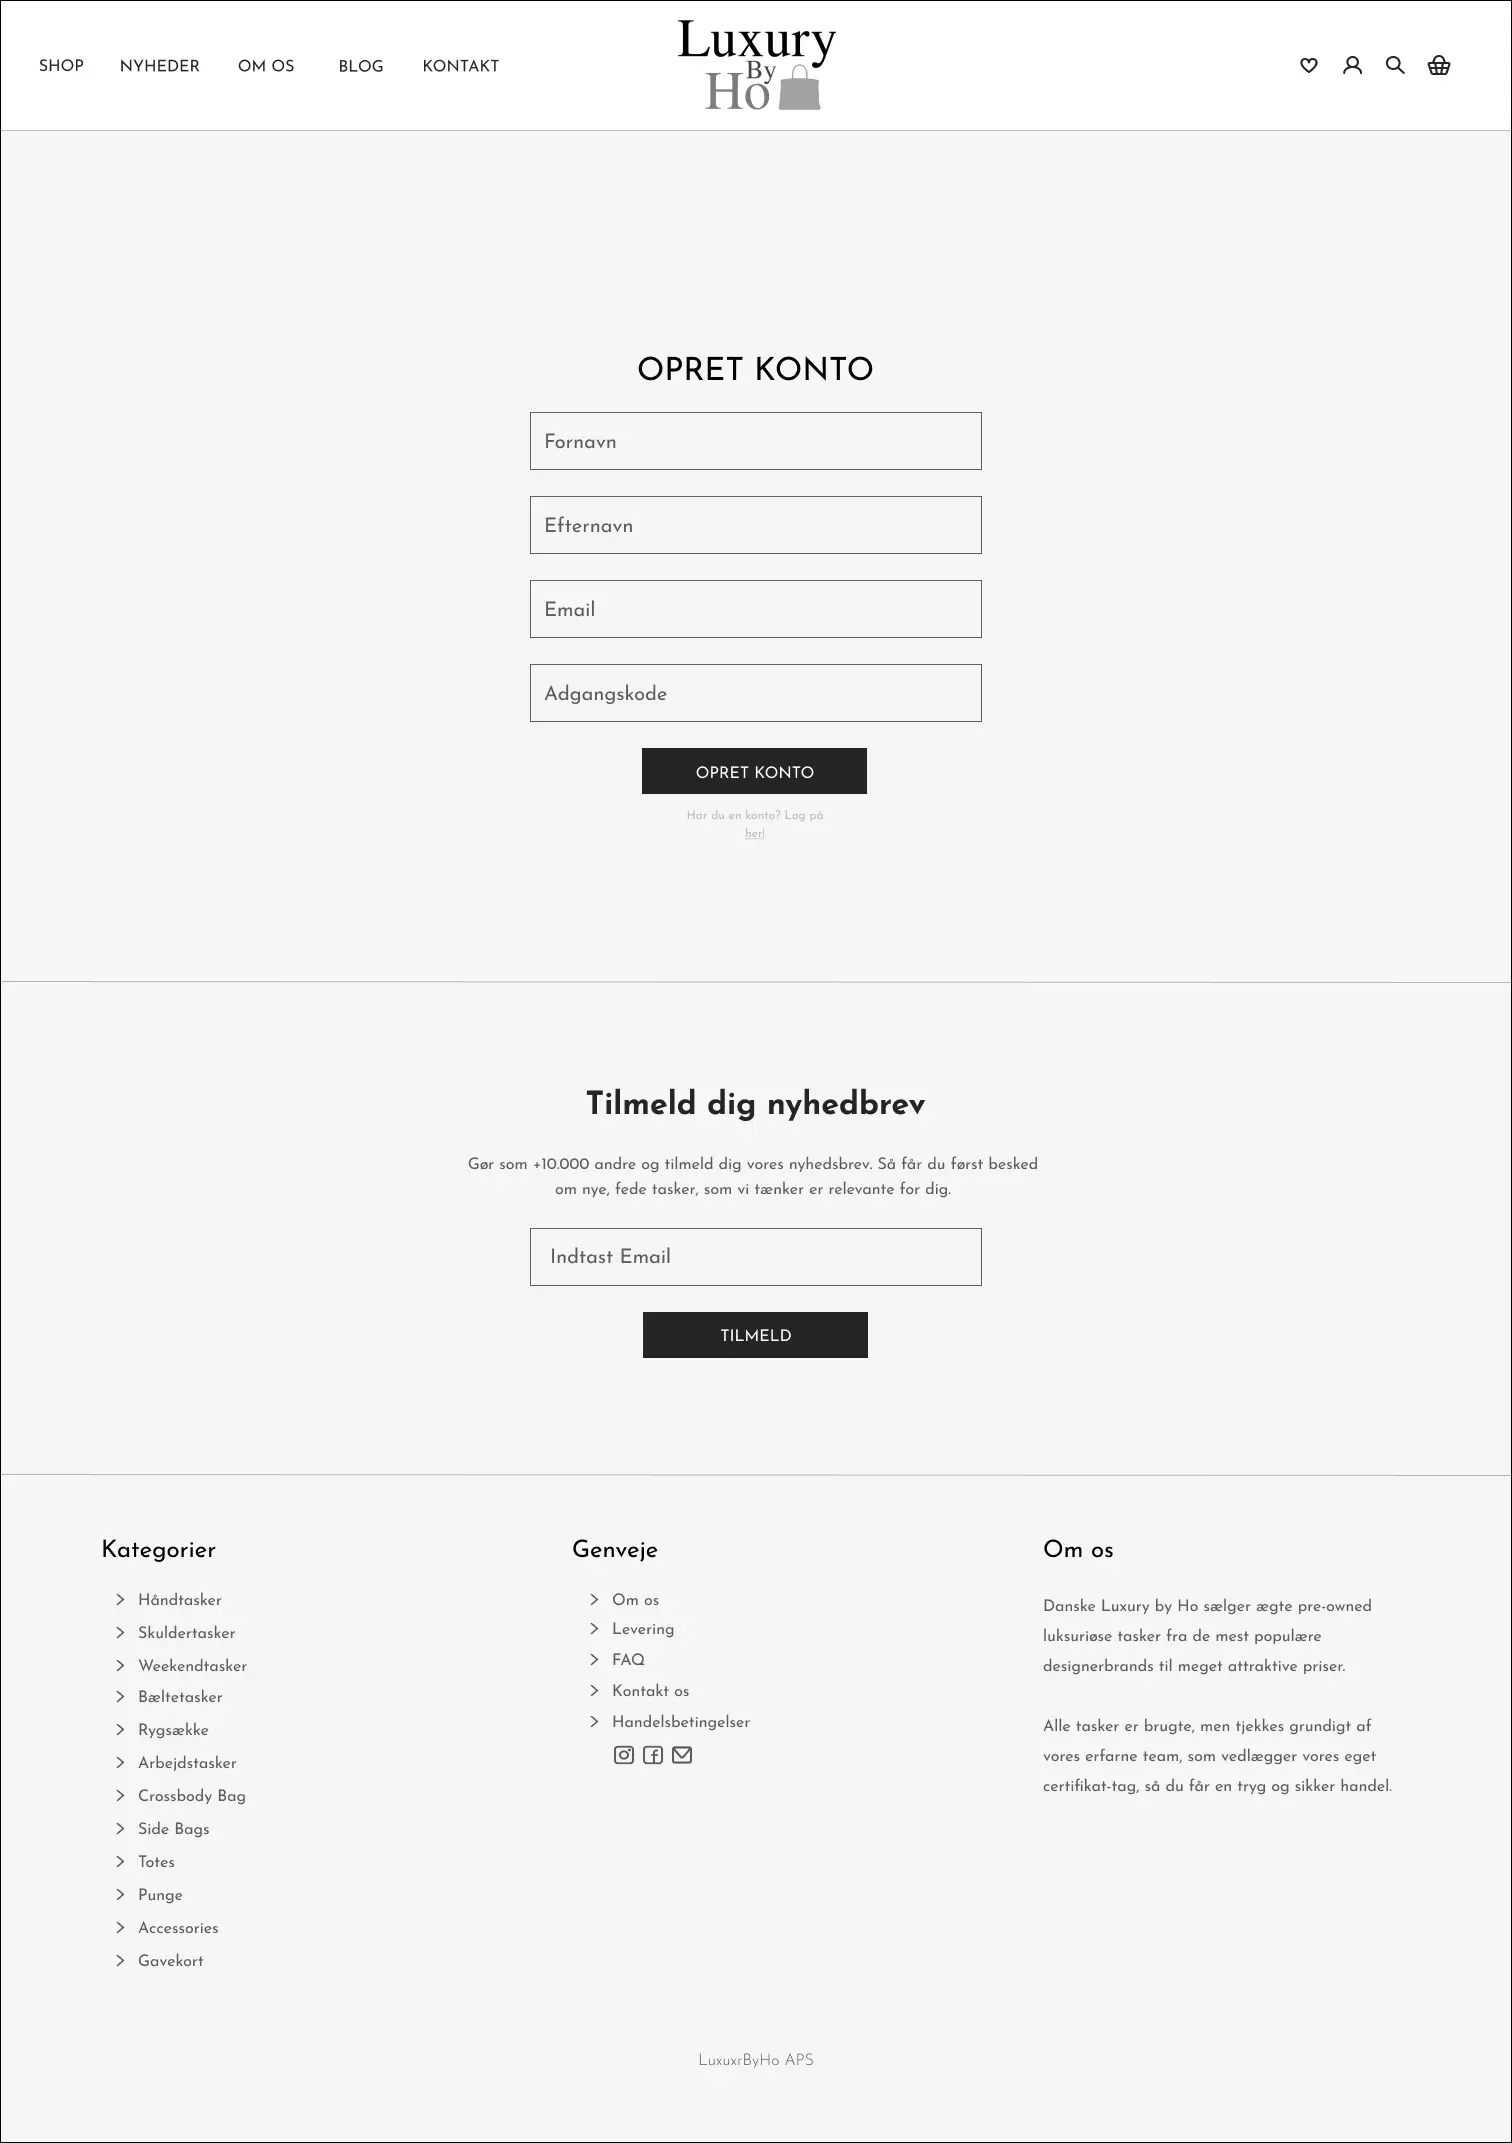 SHOP NYHEDER OM OS BLOG KONTAKT
Luxury
By
Ho
OPRET KONTO
Fornavn
Efternavn
Email
Adgangskode
OPRET KONTO
Har du en konto? Log på
her!
Tilmeld dig nyhedbrev
Gør som +10.000 andre og tilmeld dig vores nyhedsbrev. Så får du først besked
om nye, fede tasker, som vi tænker er relevante for dig.
Indtast Email
TILMELD
Kategorier
Håndtasker
Skuldertasker
Weekendtasker
Bæltetasker
Rygsække
Arbejdstasker
Crossbody Bag
Side Bags
Totes
Punge
Accessories
Gavekort
Genveje
Om os
Levering
FAQ
Kontakt os
Handelsbetingelser
Om os
Danske Luxury by Ho sælger ægte pre-owned
luksuriøse tasker fra de mest populære
designerbrands til meget attraktive priser.
Alle tasker er brugte, men tjekkes grundigt af
vores erfarne team, som vedlægger vores eget
certifikat-tag, så du får en tryg og sikker handel.
LuxuxrByHo APS